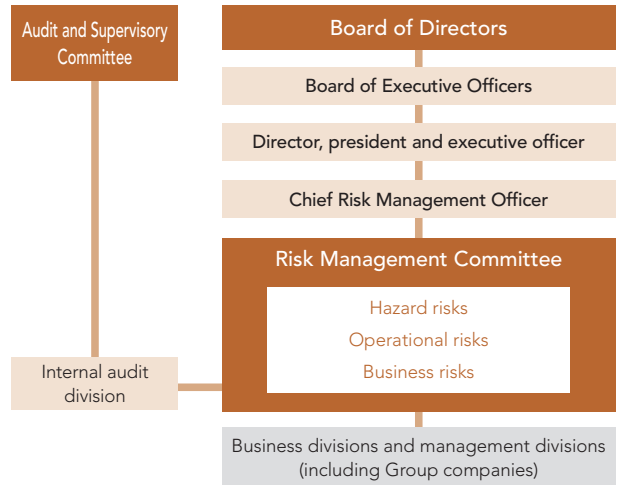 Audit and Supervisory
Committee
Board of Directors
Board of Executive Officers
Director, president and executive officer
Chief Risk Management Officer
Risk Management Committee
Hazard risks
Operational risks
Business risks
Internal audit
division
Business divisions and management divisions
(including Group companies)